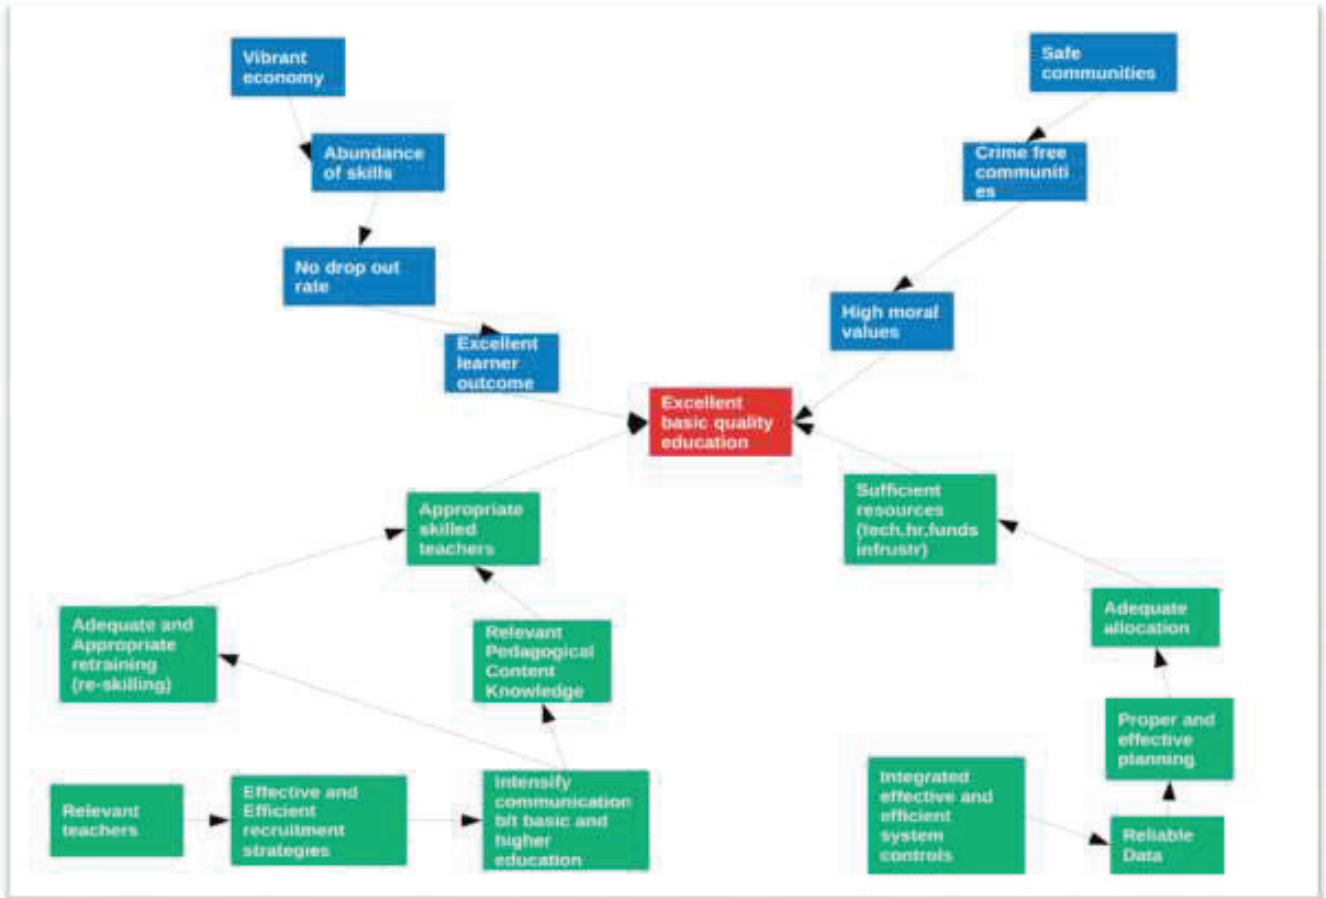 Vibrant
economy
Safe
communities
Abundance
of skills
Crime free
communiti
es
No drop out
rate
High moral
values
Excellent
learner
outcome
Excellent
basic quality
education
Appropriate
skilled
teachers
Sufficient
resources
(tech,hr,funds
infrustr)
Adequate and
Appropriate
retraining
(re-skilling)
Relevant
Pedagogical
Content
Knowledge
Adequate
allocation
Proper and
effective
planning
Relevant
teachers
Effective and
Efficient
recruitment
strategies
Intensify
communication
b/t basic and
higher
education
Integrated
effective and
efficient
system
controls
Reliable
Data